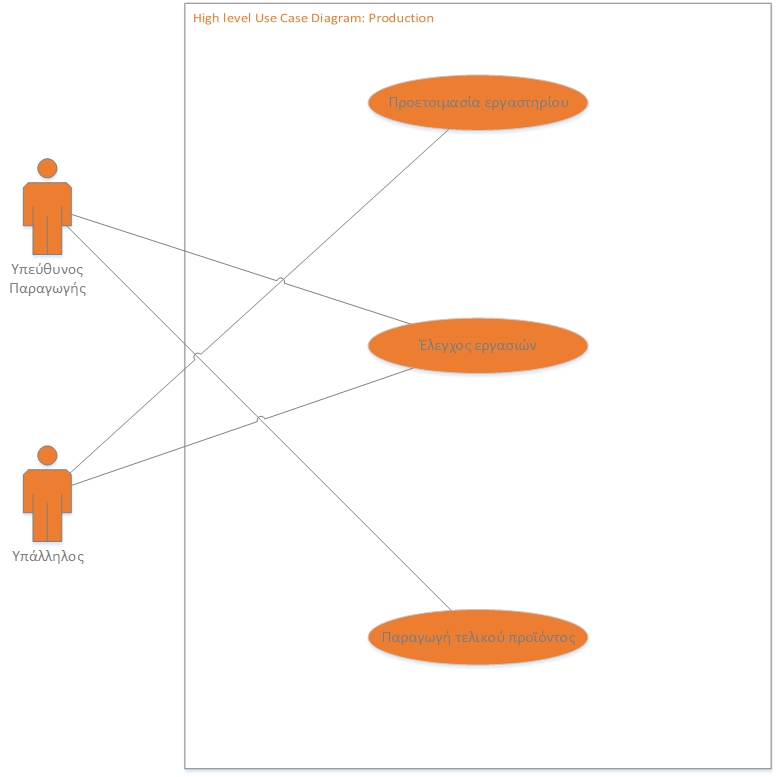 High level Use Case Diagram: Production
Προετοιμασία εργαστηρίου
Υπεύθυνος
Παραγωγής
Έλεγχος εργασιών
Υπάλληλος
Παραγωγή τελικού προϊόντος